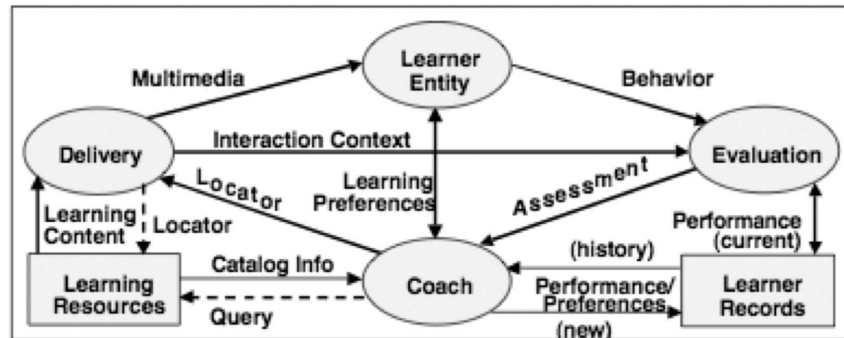 Learner
Entity
Multimedia
Behavior
Delivery
Interaction Context
Evaluation
Locator
Learning
Preferences
Assessment
Learning
Content
Locator
Performance
(current)
(history)
Learning
Resources
Catalog Info
Query
Coach
Performance/
Preferences
(new)
Learner
Records